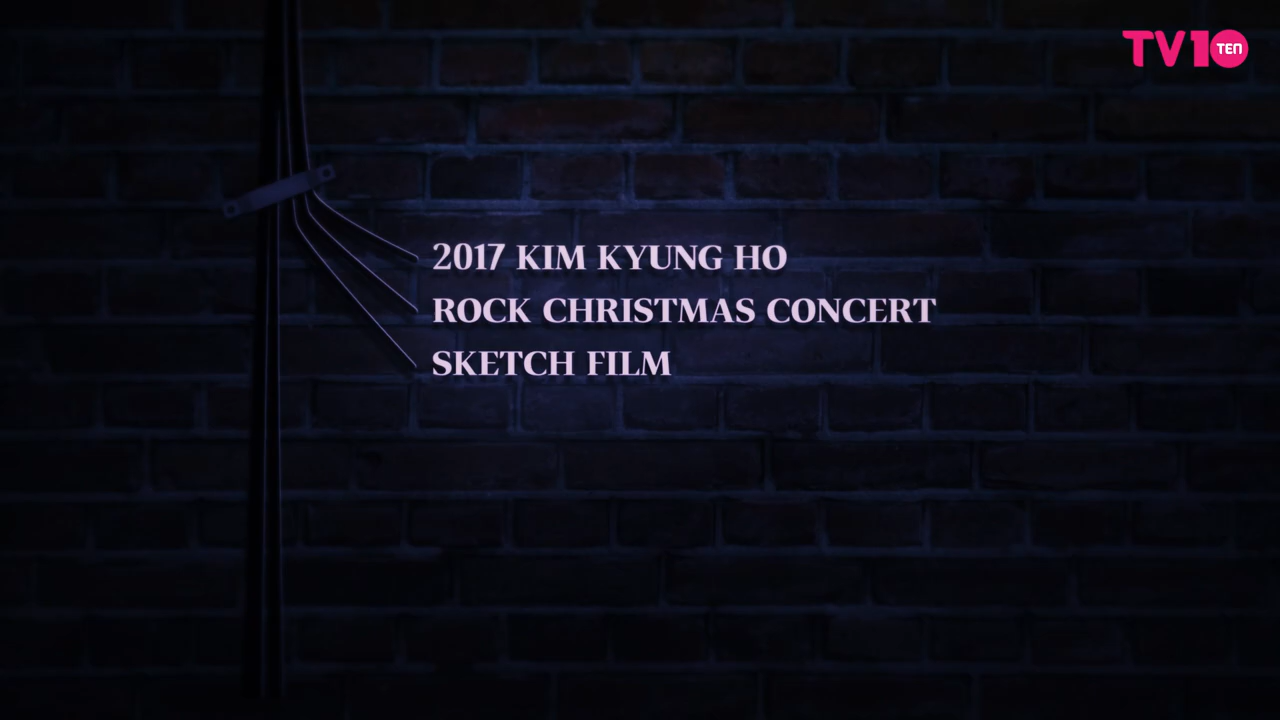 TV10
TEN
2017 KIM KYUNG HO
ROCK CHRISTMAS CONCERT
SKETCH FILM